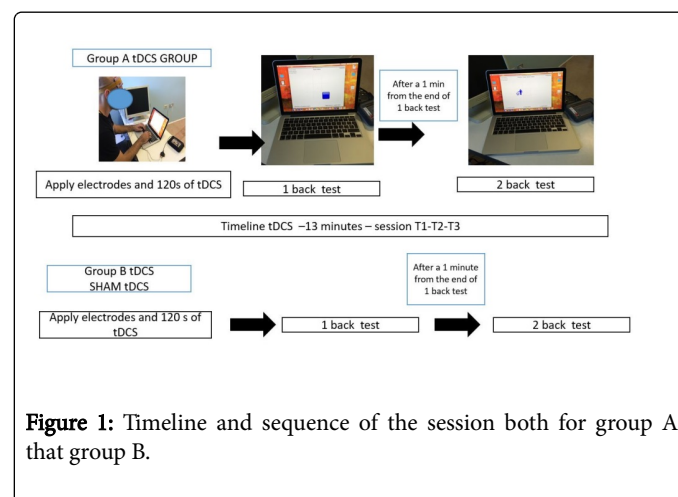 Group A tDCS GROUP
After a 1 min
from the end of
1 back test
Apply electrodes and 120s of tDCS
1 back test
2 back test
Timeline tDCS –13 minutes – session T1-T2-T3
Group B tDCS
SHAM tDCS
After a 1 minute
from the end of
1 back test
Apply electrodes and 120 s of
tDCS
1 back test
2 back test
Figure 1: Timeline and sequence of the session both for group A
that group B.